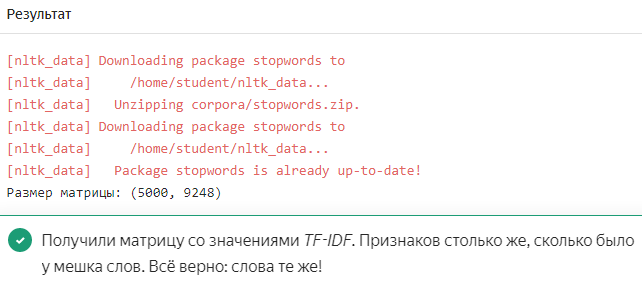 Результат
[nltk_data] Downloading package stopwords to
[nltk_data]     /home/student/nltk_data...
[nltk_data]   Unzipping corpora/stopwords.zip.
[nltk_data] Downloading package stopwords to
[nltk_data]     /home/student/nltk_data...
[nltk_data]   Package stopwords is already up-to-date!
Размер матрицы: (5000, 9248)
Получили матрицу со значениями TF-IDF. Признаков столько же, сколько было
у мешка слов. Всё верно: слова те же!